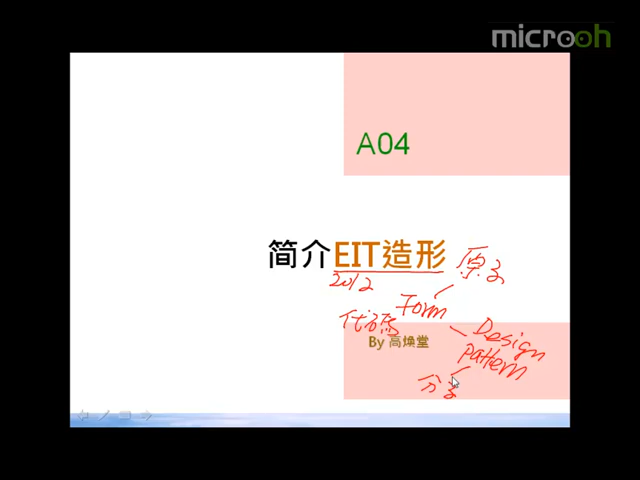 microoh
A04
简介EIT造形
原子
2012
Form
代码
Design
pattern
By 高煥堂
分子